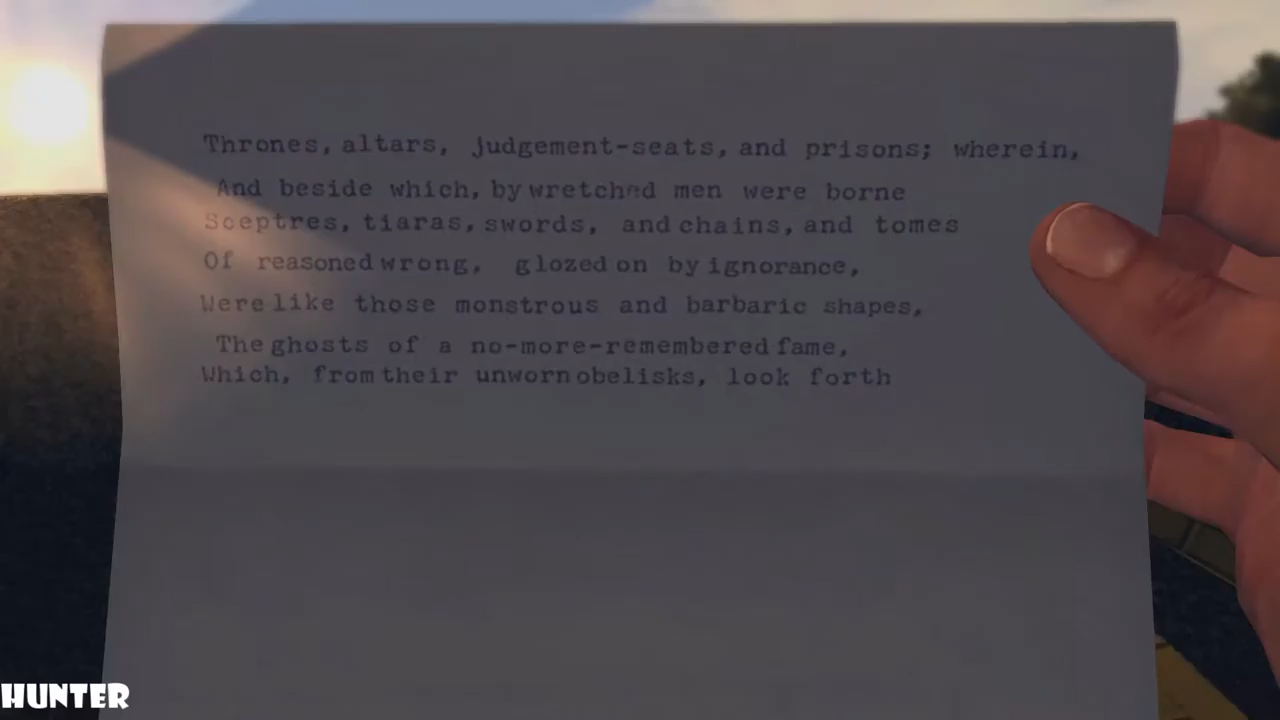 Thrones, altars, judgement-seats, and prisons; wherein,
And beside which, by wretched men were borne
Sceptres, tiaras, swords, and chains, and tomes
Of reasoned wrong, glozed on by ignorance,
Were like those monstrous and barbaric shapes,
The ghosts of a no-more-remembered fame,
Which, from their unworn obelisks, look forth
HUNTER